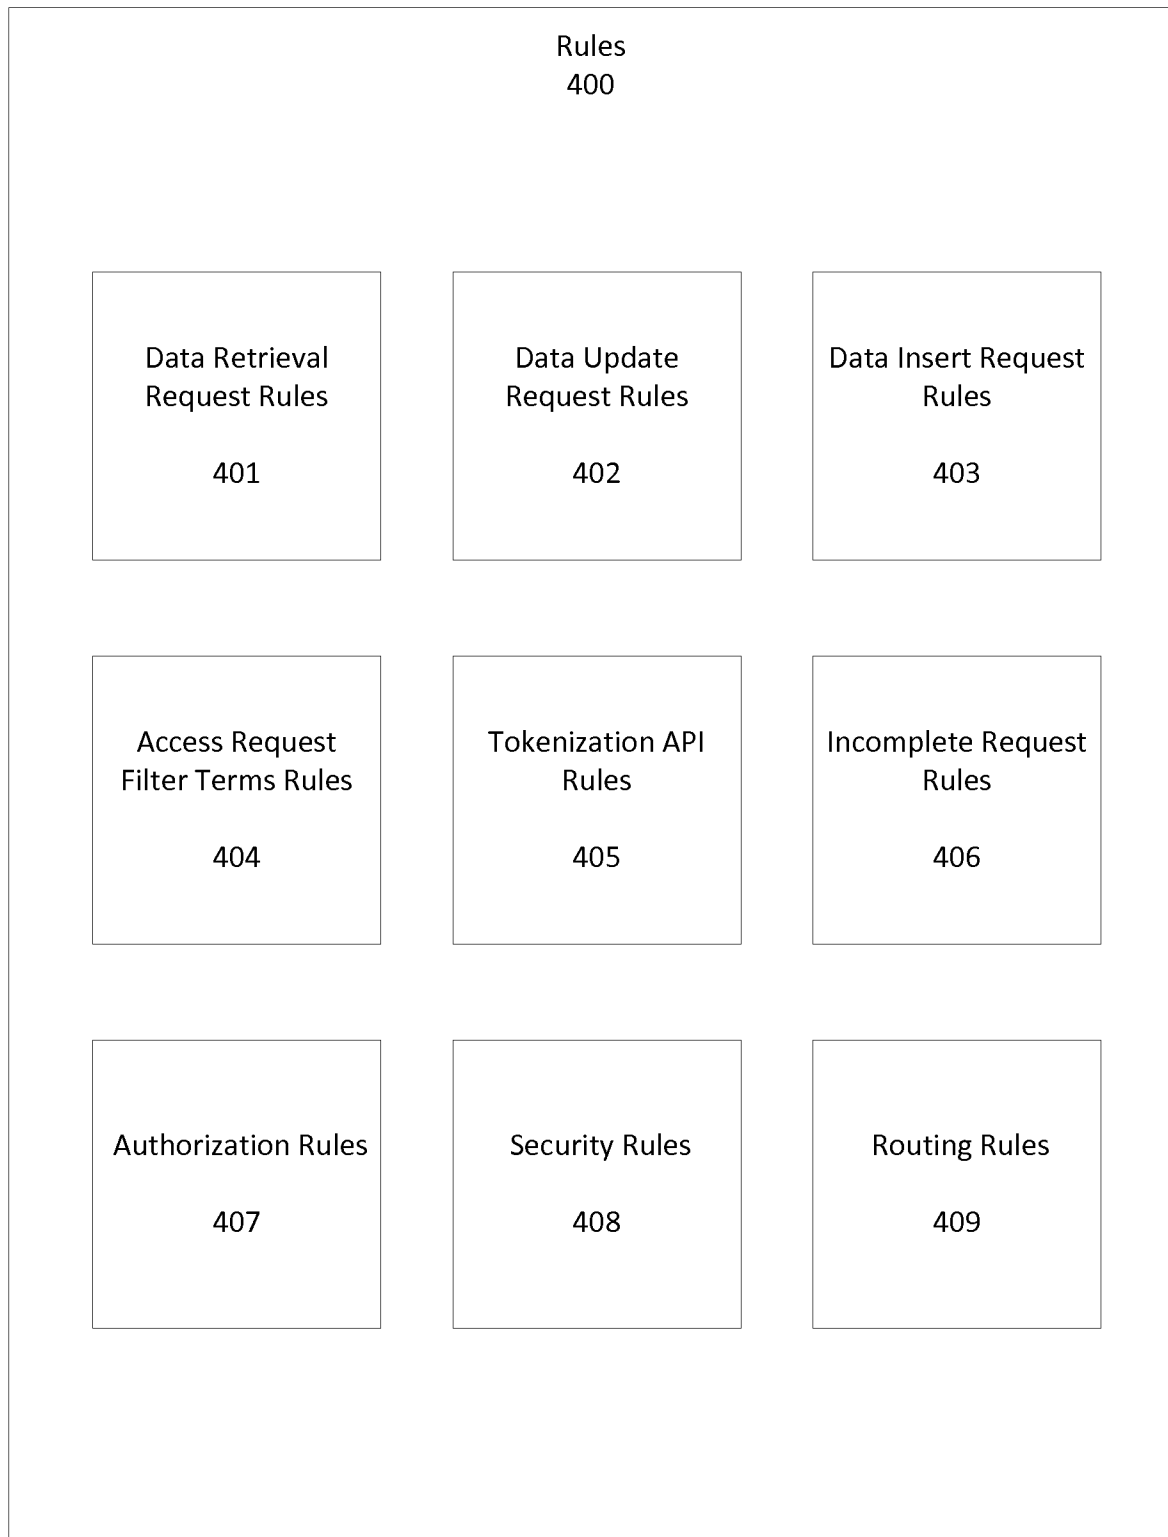 Rules
400
Data Retrieval
Request Rules
401
Data Update
Request Rules
402
Data Insert Request
Rules
403
Access Request
Filter Terms Rules
404
Tokenization API
Rules
405
Incomplete Request
Rules
406
Authorization Rules
407
Security Rules
408
Routing Rules
409